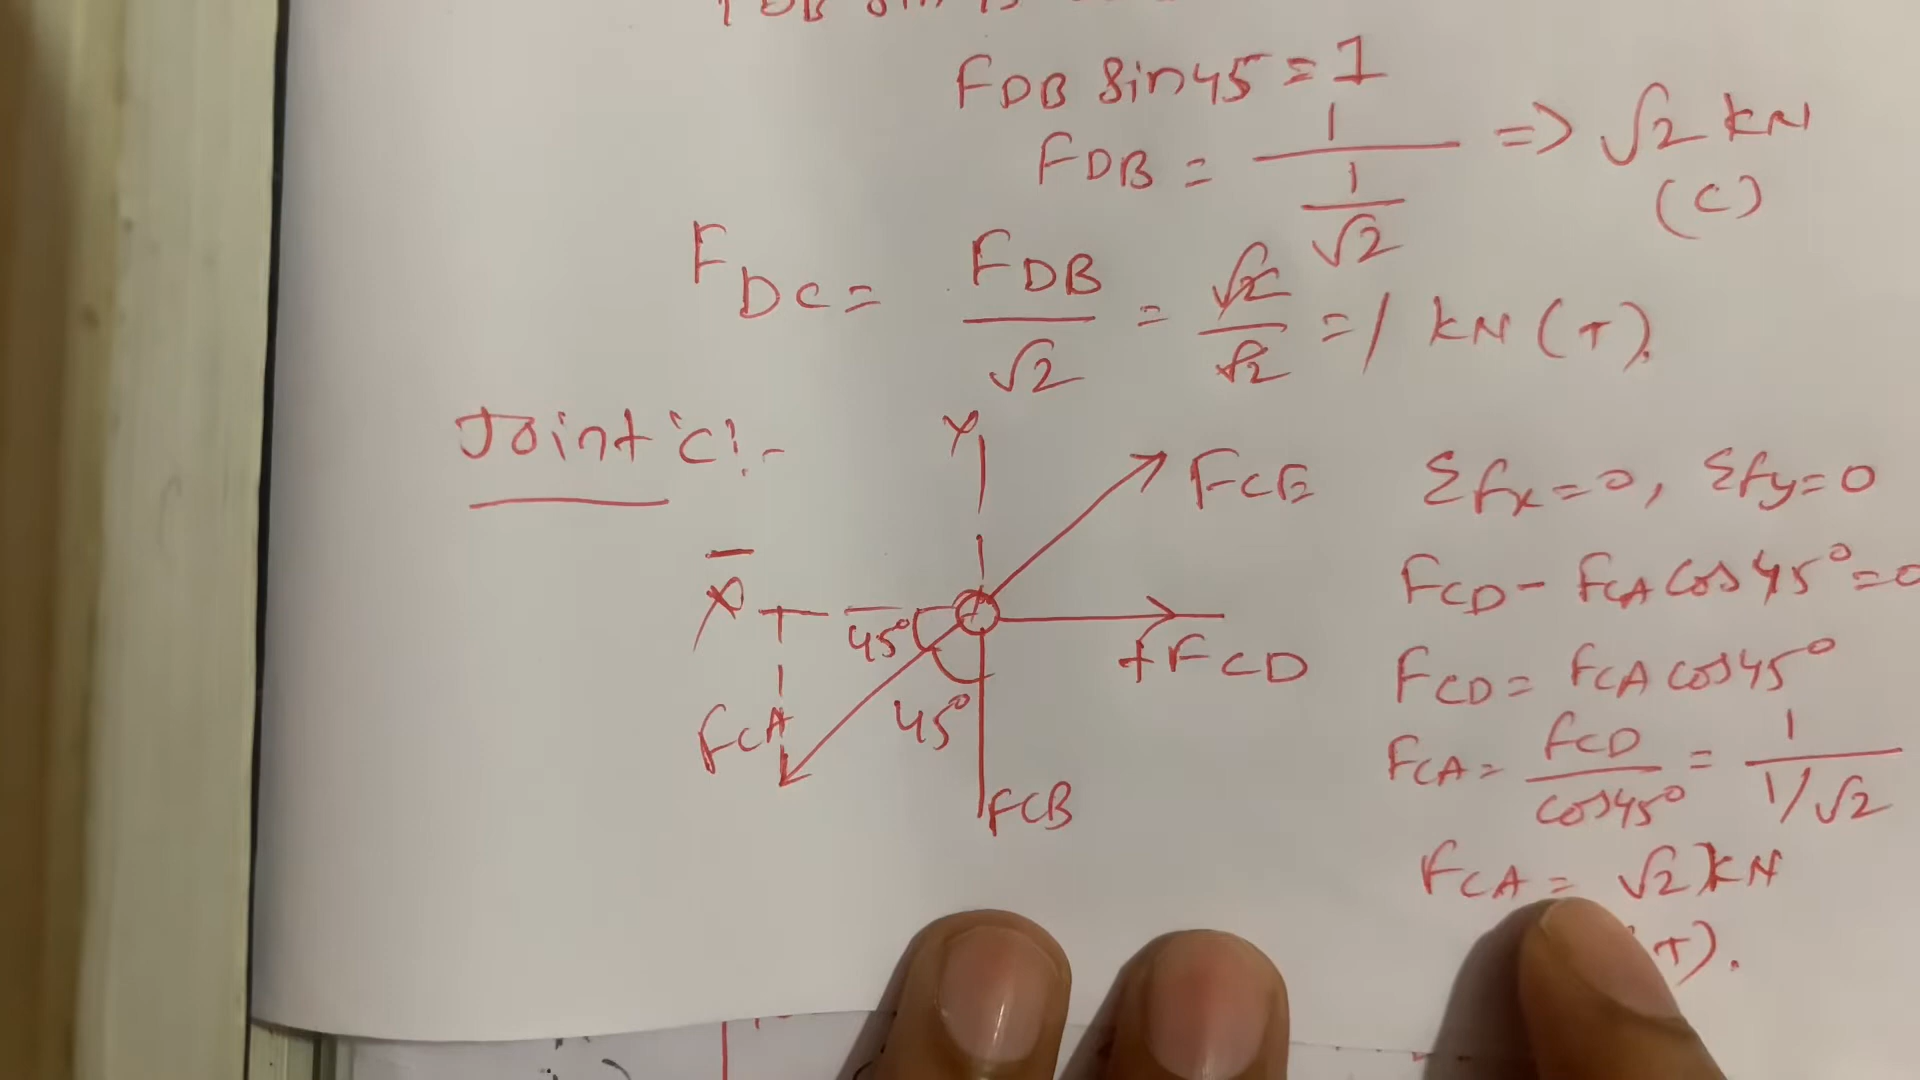 FDB Sin45 = 1
FDB = 1 / 1/√2 => √2 kN
(C)
FDC = FDB/√2 = √2/√2 = 1 kN (T).
Joint 'C':-
Y
FCE
Σfx=0, Σfy=0
X
45°
FCD - FCA Cos45°=0
fFCD
FCD = FCA cos45°
FCA
45°
FCA = FCD/cos45° = 1/1/√2
FCB
FCA = √2 kN
T).